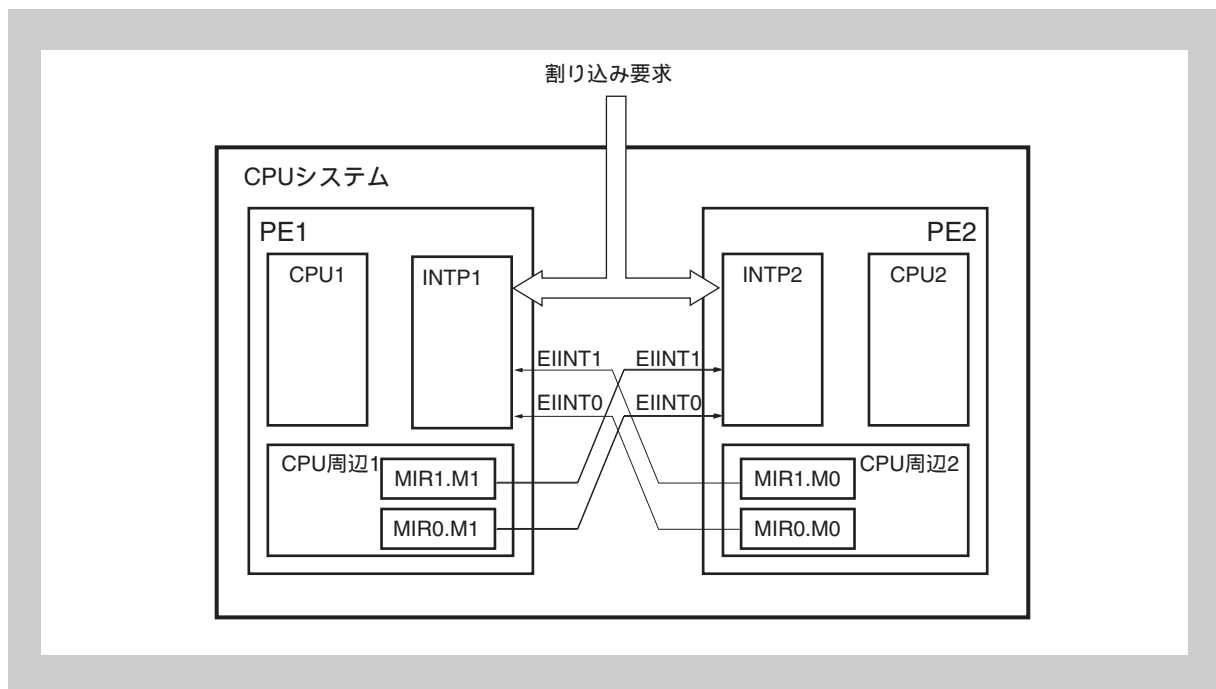 割り込み要求
CPUシステム
PE1
PE2
CPU1
INTP1
INTP2
CPU2
EIINT1
EIINT1
EIINT0
EIINT0
CPU周辺1
CPU周辺2
MIR1.M1
MIR1.M0
MIR0.M1
MIR0.M0